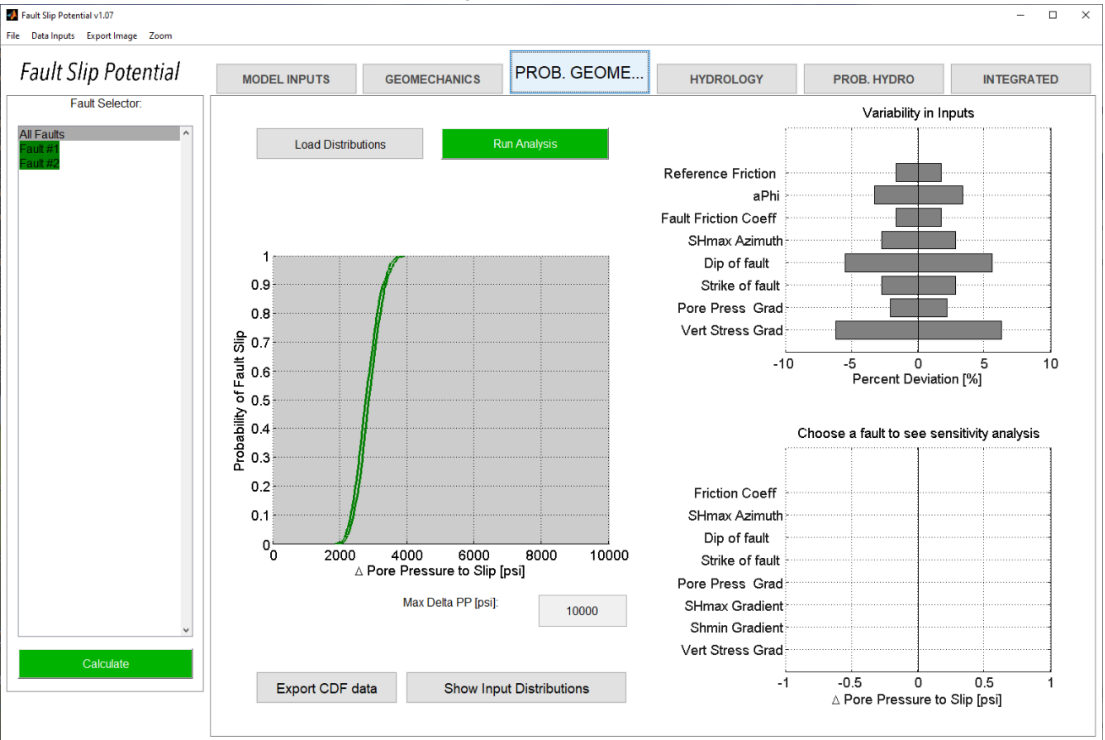 Fault Slip Potential v1.07
File Data Inputs Export Image Zoom
Fault Slip Potential
MODEL INPUTS GEOMECHANICS PROB. GEOME... HYDROLOGY PROB. HYDRO INTEGRATED
Fault Selector:
All Faults
Fault #1
Fault #2
Calculate
Load Distributions Run Analysis
Probability of Fault Slip
1
0.9
0.8
0.7
0.6
0.5
0.4
0.3
0.2
0.1
0
0 2000 4000 6000 8000 10000
Δ Pore Pressure to Slip [psi]
Max Delta PP [psi]: 10000
Export CDF data Show Input Distributions
Variability in Inputs
Reference Friction
aPhi
Fault Friction Coeff
SHmax Azimuth
Dip of fault
Strike of fault
Pore Press Grad
Vert Stress Grad
-10 -5 0 5 10
Percent Deviation [%]
Choose a fault to see sensitivity analysis
Friction Coeff
SHmax Azimuth
Dip of fault
Strike of fault
Pore Press Grad
SHmax Gradient
Shmin Gradient
Vert Stress Grad
-1 -0.5 0 0.5 1
Δ Pore Pressure to Slip [psi]